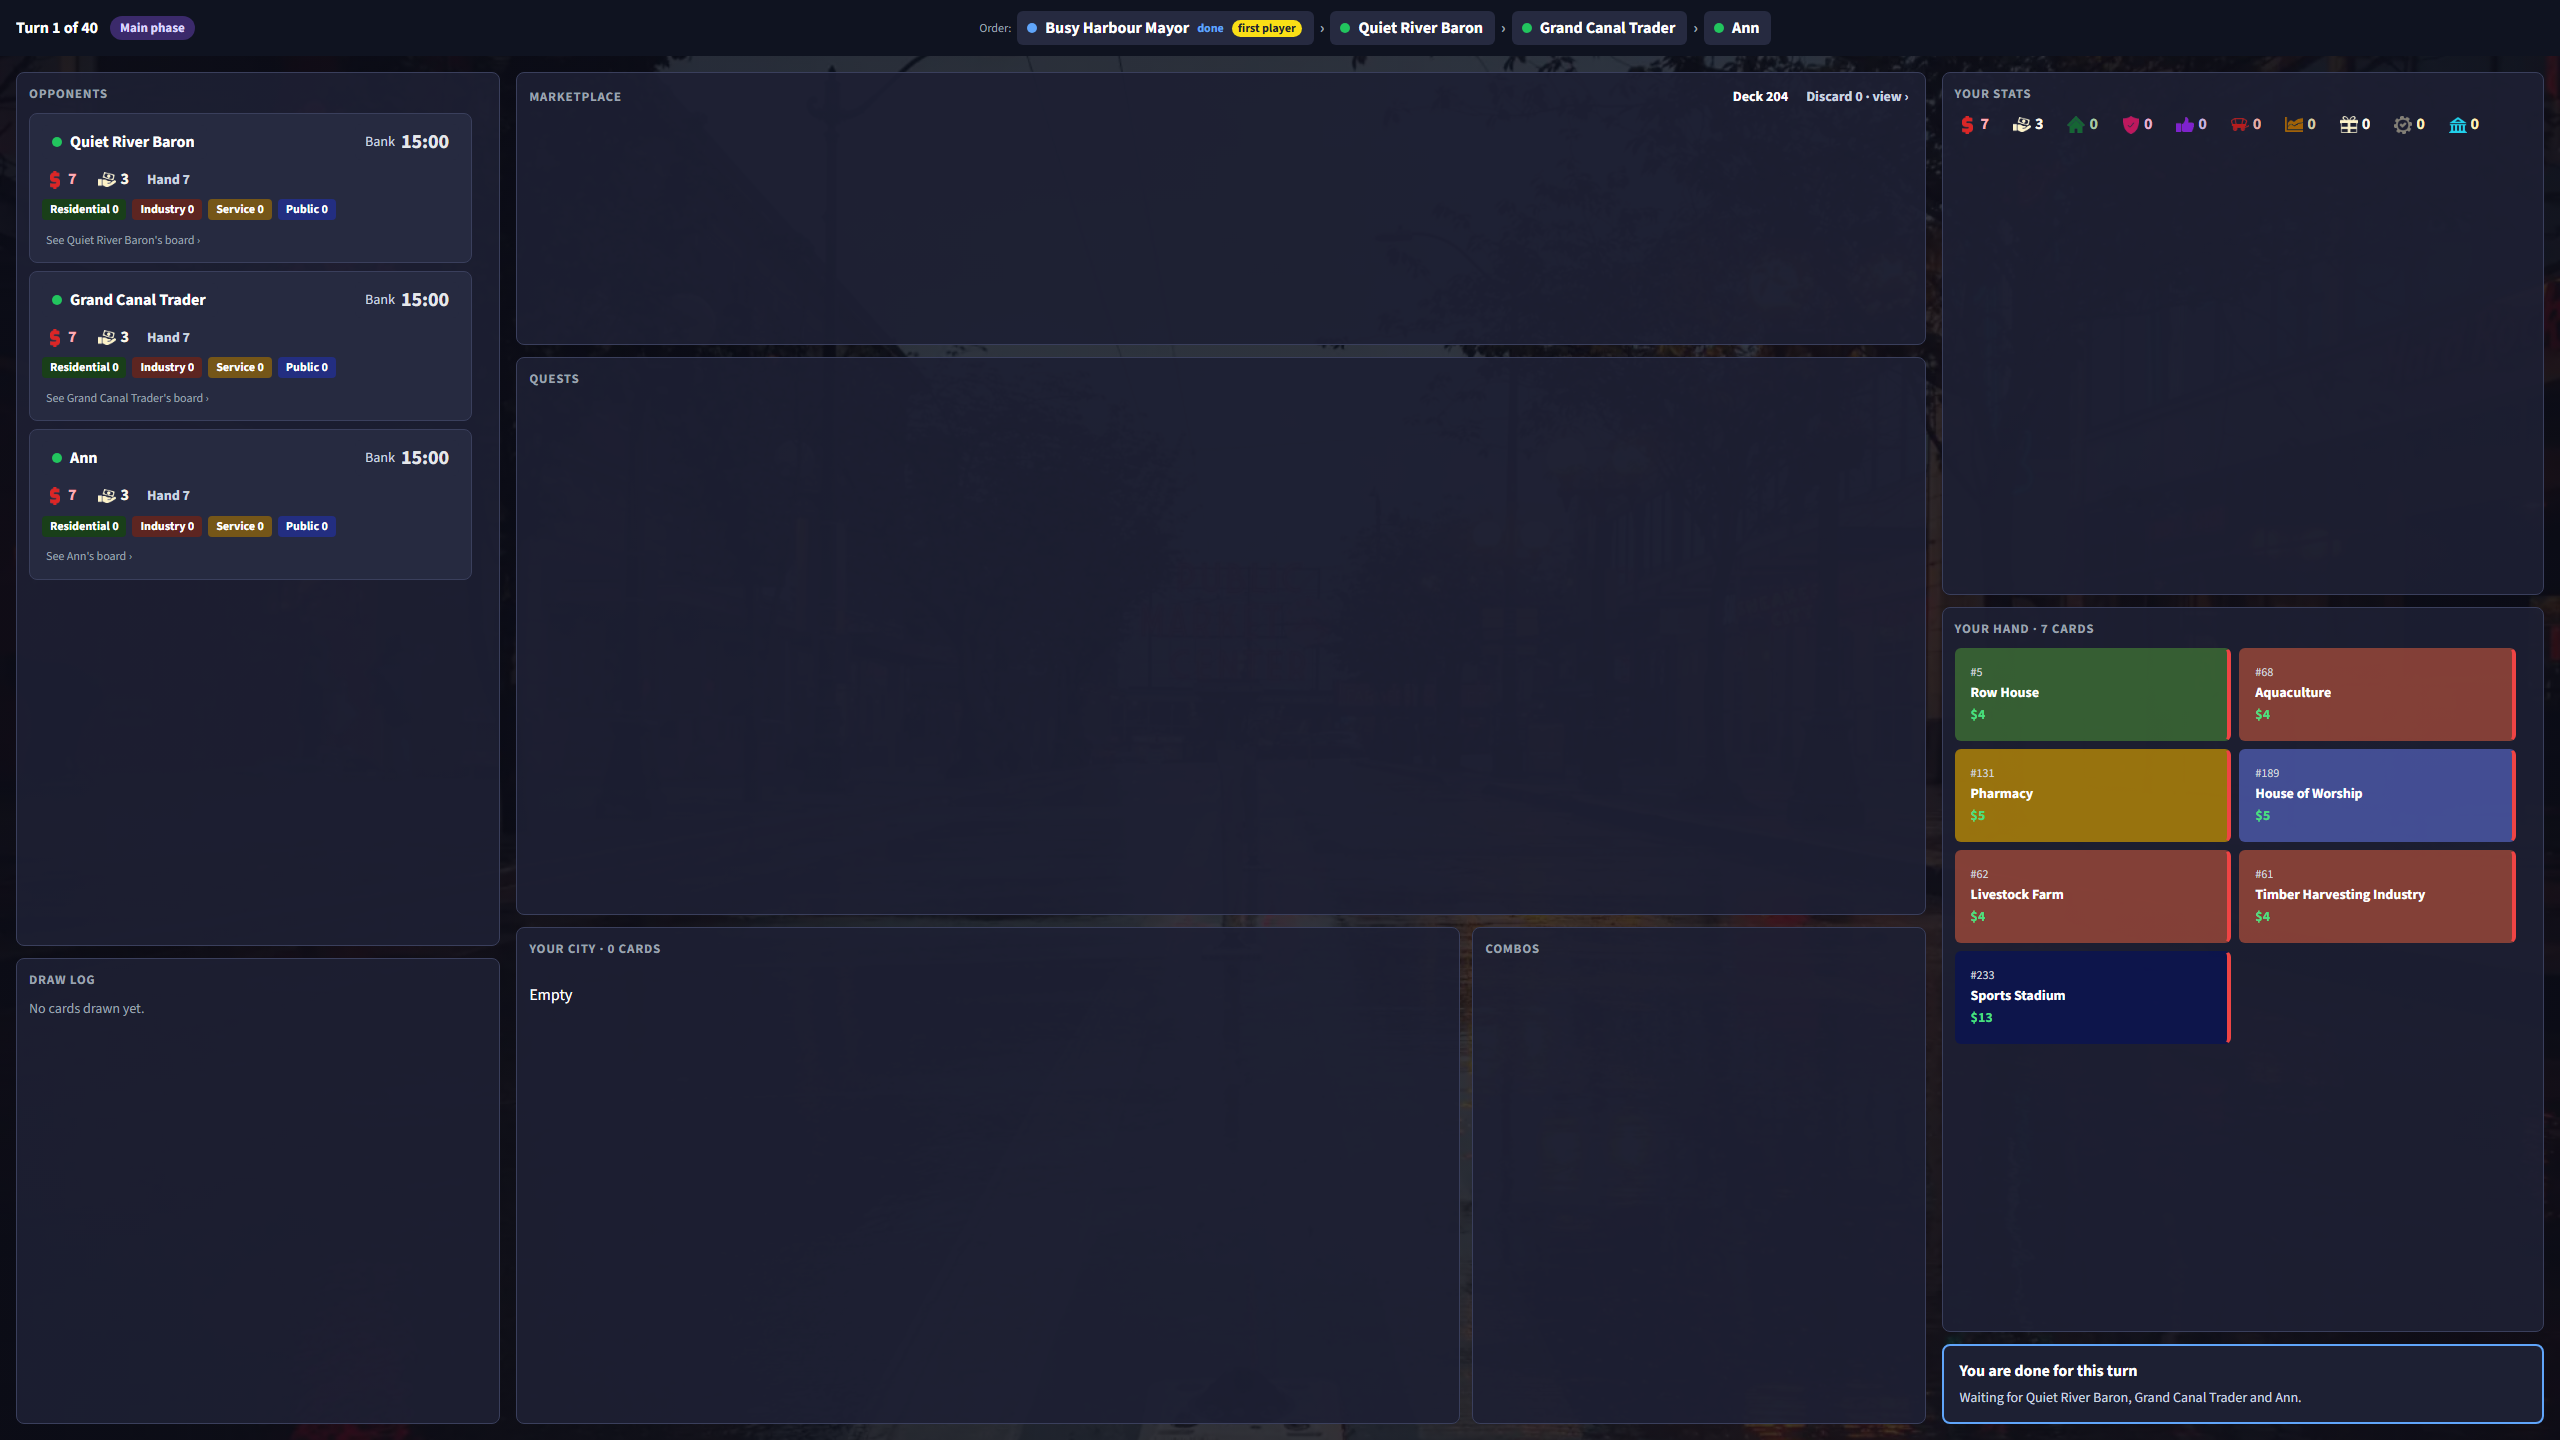 Turn 1 of 40 Main phase
Order: Busy Harbour Mayor done first player › Quiet River Baron › Grand Canal Trader › Ann
OPPONENTS
Quiet River Baron Bank 15:00
7 3 Hand 7
Residential 0 Industry 0 Service 0 Public 0
See Quiet River Baron's board ›
Grand Canal Trader Bank 15:00
7 3 Hand 7
Residential 0 Industry 0 Service 0 Public 0
See Grand Canal Trader's board ›
Ann Bank 15:00
7 3 Hand 7
Residential 0 Industry 0 Service 0 Public 0
See Ann's board ›
DRAW LOG
No cards drawn yet.
MARKETPLACE Deck 204 Discard 0 · view ›
QUESTS
YOUR CITY · 0 CARDS
Empty
COMBOS
YOUR STATS
7 3 0 0 0 0 0 0 0 0
YOUR HAND · 7 CARDS
#5
Row House
$4
#68
Aquaculture
$4
#131
Pharmacy
$5
#189
House of Worship
$5
#62
Livestock Farm
$4
#61
Timber Harvesting Industry
$4
#233
Sports Stadium
$13
You are done for this turn
Waiting for Quiet River Baron, Grand Canal Trader and Ann.